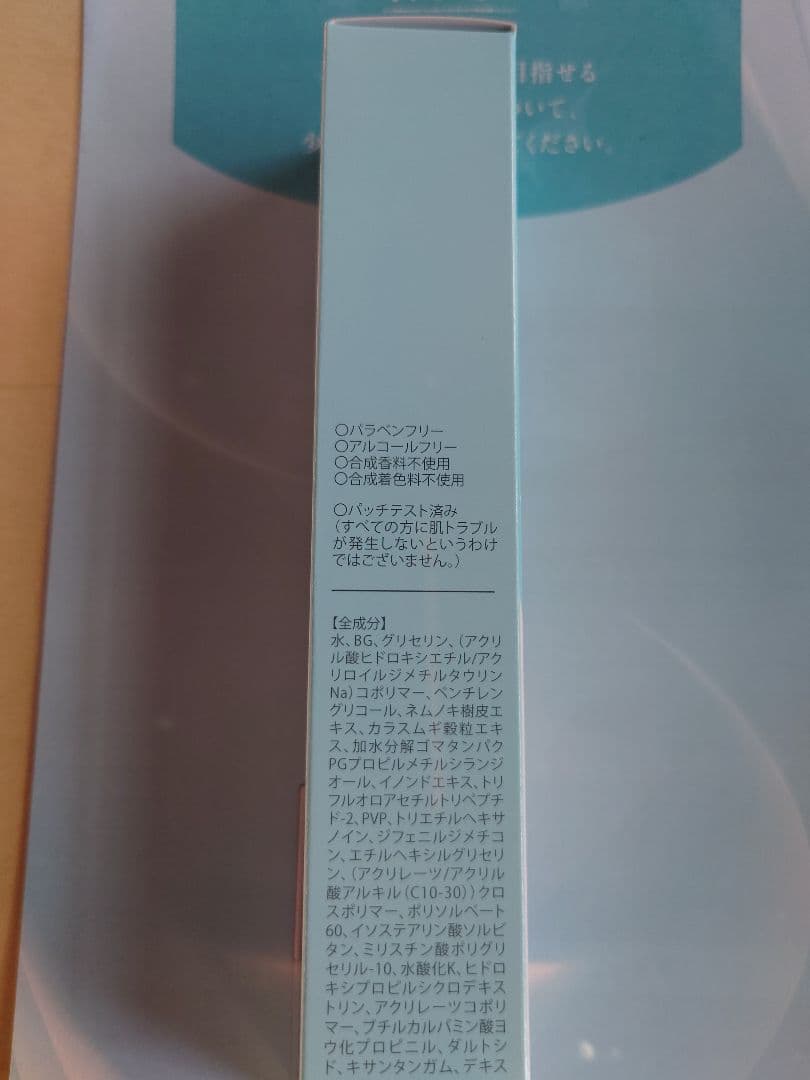 目指せる
いて、
ください。
○パラベンフリー
○アルコールフリー
○合成香料不使用
○合成着色料不使用
○パッチテスト済み
(すべての方に肌トラブル
が発生しないというわけ
ではございません。)
【全成分】
水、BG、グリセリン、(アクリ
ル酸ヒドロキシエチル/アク
リロイルジメチルタウリン
Na)コポリマー、ペンチレン
グリコール、ネムノキ樹皮エ
キス、カラスムギ穀粒エキ
ス、加水分解ゴマタンパク
PGプロピルメチルシランジ
オール、イノンドエキス、トリ
フルオロアセチルトリペプチ
ド-2、PVP、トリエチルヘキサ
ノイン、ジフェニルジメチコ
ン、エチルヘキシルグリセリ
ン、(アクリレーツ/アクリル
酸アルキル(C10-30))クロ
スポリマー、ポリソルベート
60、イソステアリン酸ソルビ
タン、ミリスチン酸ポリグリ
セリル-10、水酸化K、ヒドロ
キシプロピルシクロデキス
トリン、アクリレーツコポリ
マー、ブチルカルバミン酸ヨ
ウ化プロピニル、ダルトシ
ド、キサンタンガム、デキス